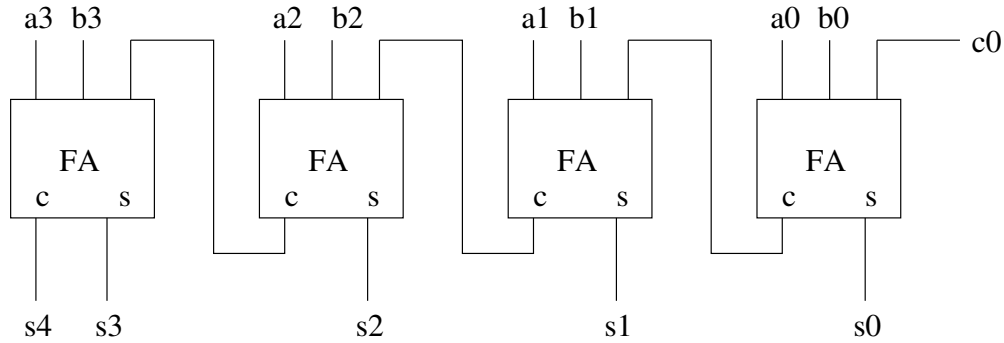 a3 b3 a2 b2 a1 b1 a0 b0
c0
FA FA FA FA
c s c s c s c s
s4 s3 s2 s1 s0